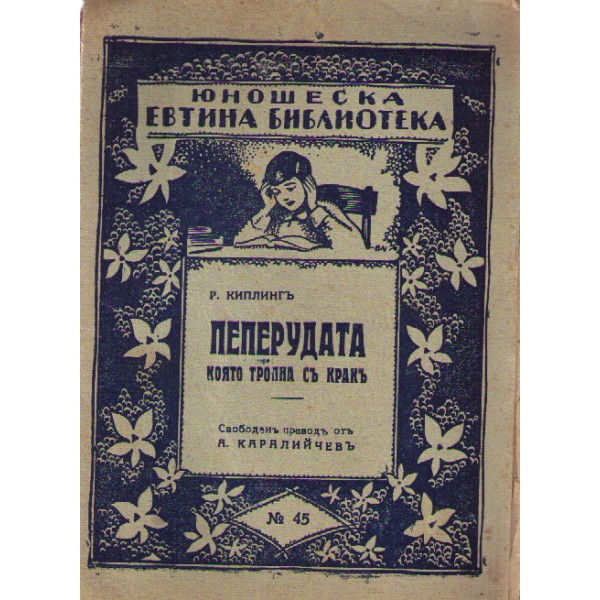 ЮНОШЕСКА
ЕВТИНА БИБЛИОТЕКА
Р. КИПЛИНГЪ
ПЕПЕРУДАТА
КОЯТО ТРОПНА СЪ КРАКЪ
Свободенъ преводъ отъ
А. КАРАЛИЙЧЕВЪ
№ 45